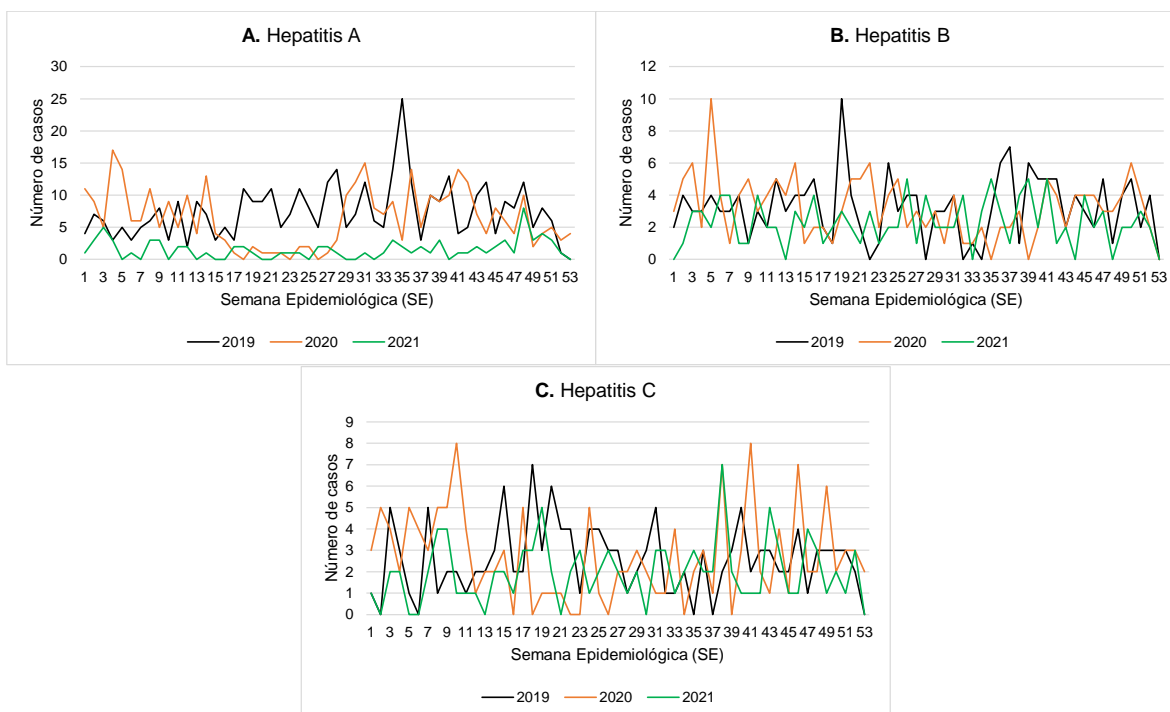 A. Hepatitis A
Número de casos
30
25
20
15
10
5
0
1 3 5 7 9 11 13 15 17 19 21 23 25 27 29 31 33 35 37 39 41 43 45 47 49 51 53
Semana Epidemiológica (SE)
2019 2020 2021
B. Hepatitis B
Número de casos
12
10
8
6
4
2
0
1 3 5 7 9 11 13 15 17 19 21 23 25 27 29 31 33 35 37 39 41 43 45 47 49 51 53
Semana Epidemiológica (SE)
2019 2020 2021
C. Hepatitis C
Número de casos
9
8
7
6
5
4
3
2
1
0
1 3 5 7 9 11 13 15 17 19 21 23 25 27 29 31 33 35 37 39 41 43 45 47 49 51 53
Semana Epidemiológica (SE)
2019 2020 2021